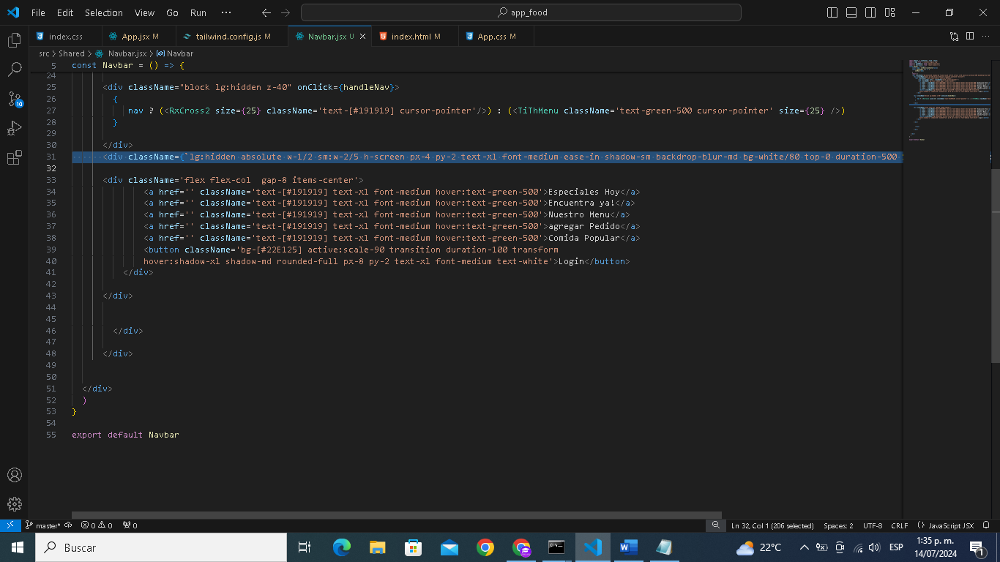 File Edit Selection View Go Run ··· app_food
index.css App.jsx M tailwind.config.js M Navbar.jsx U index.html M App.css M
src > Shared > Navbar.jsx > Navbar
5 const Navbar = () => {
24
25 <div className="block lg:hidden z-40" onClick={handleNav}>
26 {
27 nav ? (<RxCross2 size={25} className='text-[#191919] cursor-pointer'/>) : (<TiThMenu className='text-green-500 cursor-pointer' size={25} />)
28 }
29
30 </div>
31 <div className={`lg:hidden absolute w-1/2 sm:w-2/5 h-screen px-4 py-2 text-xl font-medium ease-in shadow-sm backdrop-blur-md bg-white/80 top-0 duration-500
32
33 <div className='flex flex-col  gap-8 items-center'>
34 <a href='' className='text-[#191919] text-xl font-medium hover:text-green-500'>Especiales Hoy</a>
35 <a href='' className='text-[#191919] text-xl font-medium hover:text-green-500'>Encuentra ya!</a>
36 <a href='' className='text-[#191919] text-xl font-medium hover:text-green-500'>Nuestro Menu</a>
37 <a href='' className='text-[#191919] text-xl font-medium hover:text-green-500'>agregar Pedido</a>
38 <a href='' className='text-[#191919] text-xl font-medium hover:text-green-500'>Comida Popular</a>
39 <button className='bg-[#22E125] active:scale-90 transition duration-100 transform
40 hover:shadow-xl shadow-md rounded-full px-8 py-2 text-xl font-medium text-white'>Login</button>
41 </div>
42
43 </div>
44
45
46 </div>
47
48 </div>
49
50
51 </div>
52 )
53 }
54
55 export default Navbar
10
master* 0 0 0 Ln 32, Col 1 (206 selected) Spaces: 2 UTF-8 CRLF {} JavaScript JSX
Buscar 22°C ESP 1:35 p. m.
14/07/2024 1